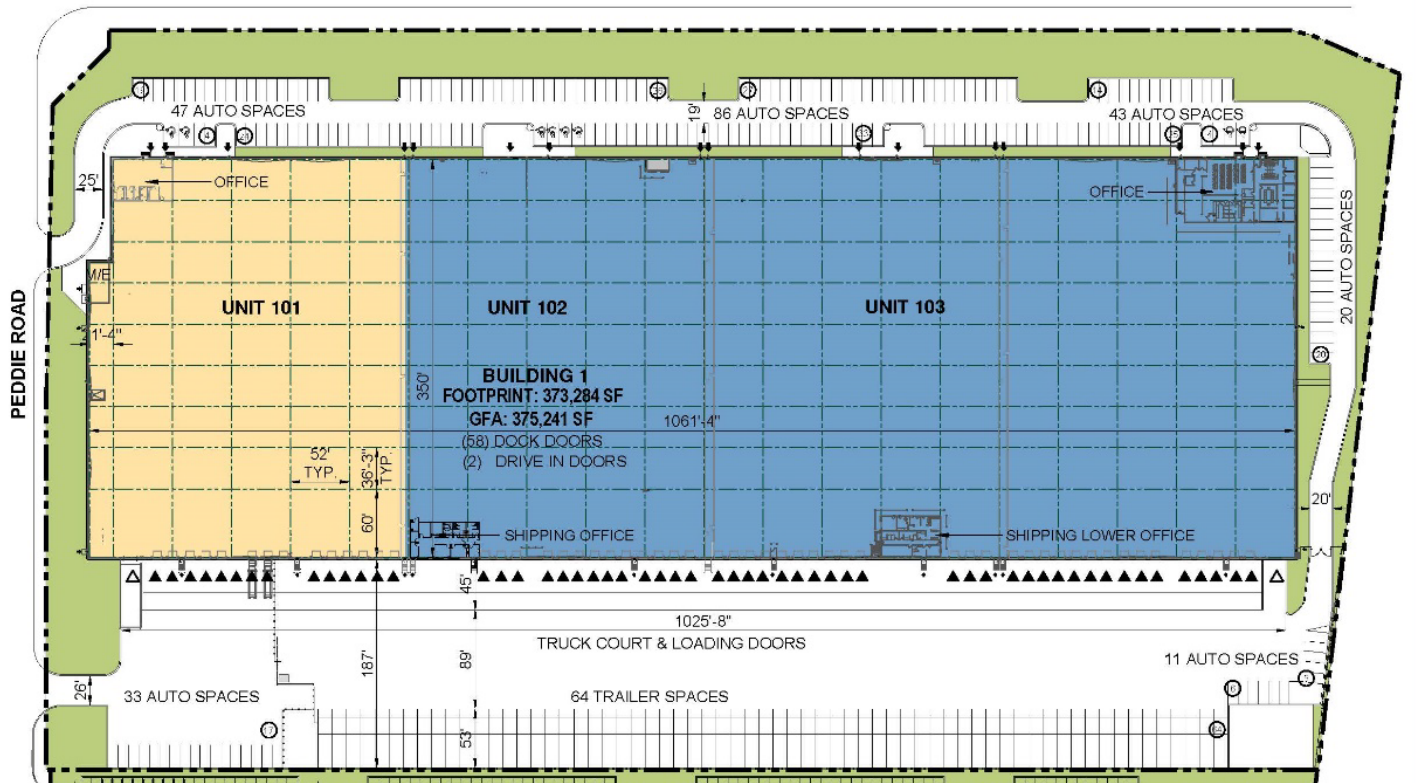 47 AUTO SPACES
86 AUTO SPACES
43 AUTO SPACES
19'
25'
OFFICE
OFFICE
20 AUTO SPACES
M/E
PEDDIE ROAD
UNIT 101
UNIT 102
UNIT 103
350'
BUILDING 1
FOOTPRINT: 373,284 SF
GFA: 375,241 SF
1061'-4"
(58) DOCK DOORS
(2) DRIVE IN DOORS
52'
TYP.
36'-3"
TYP.
60'
20
20'
SHIPPING OFFICE
SHIPPING LOWER OFFICE
45'
1025'-8"
TRUCK COURT & LOADING DOORS
187'
89'
11 AUTO SPACES
26'
33 AUTO SPACES
64 TRAILER SPACES
17
53'